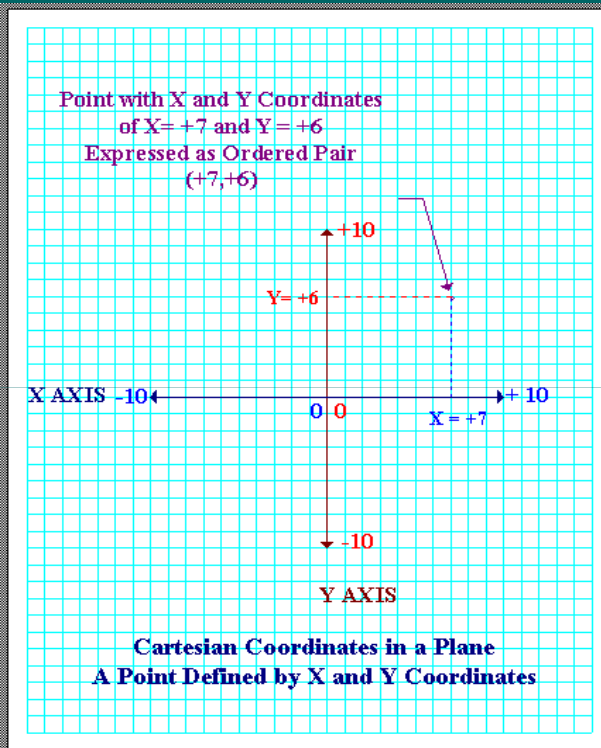 Point with X and Y Coordinates
of X= +7 and Y = +6
Expressed as Ordered Pair
(+7,+6)
+10
Y= +6
X AXIS -10
+ 10
0 0
X = +7
-10
Y AXIS
Cartesian Coordinates in a Plane
A Point Defined by X and Y Coordinates